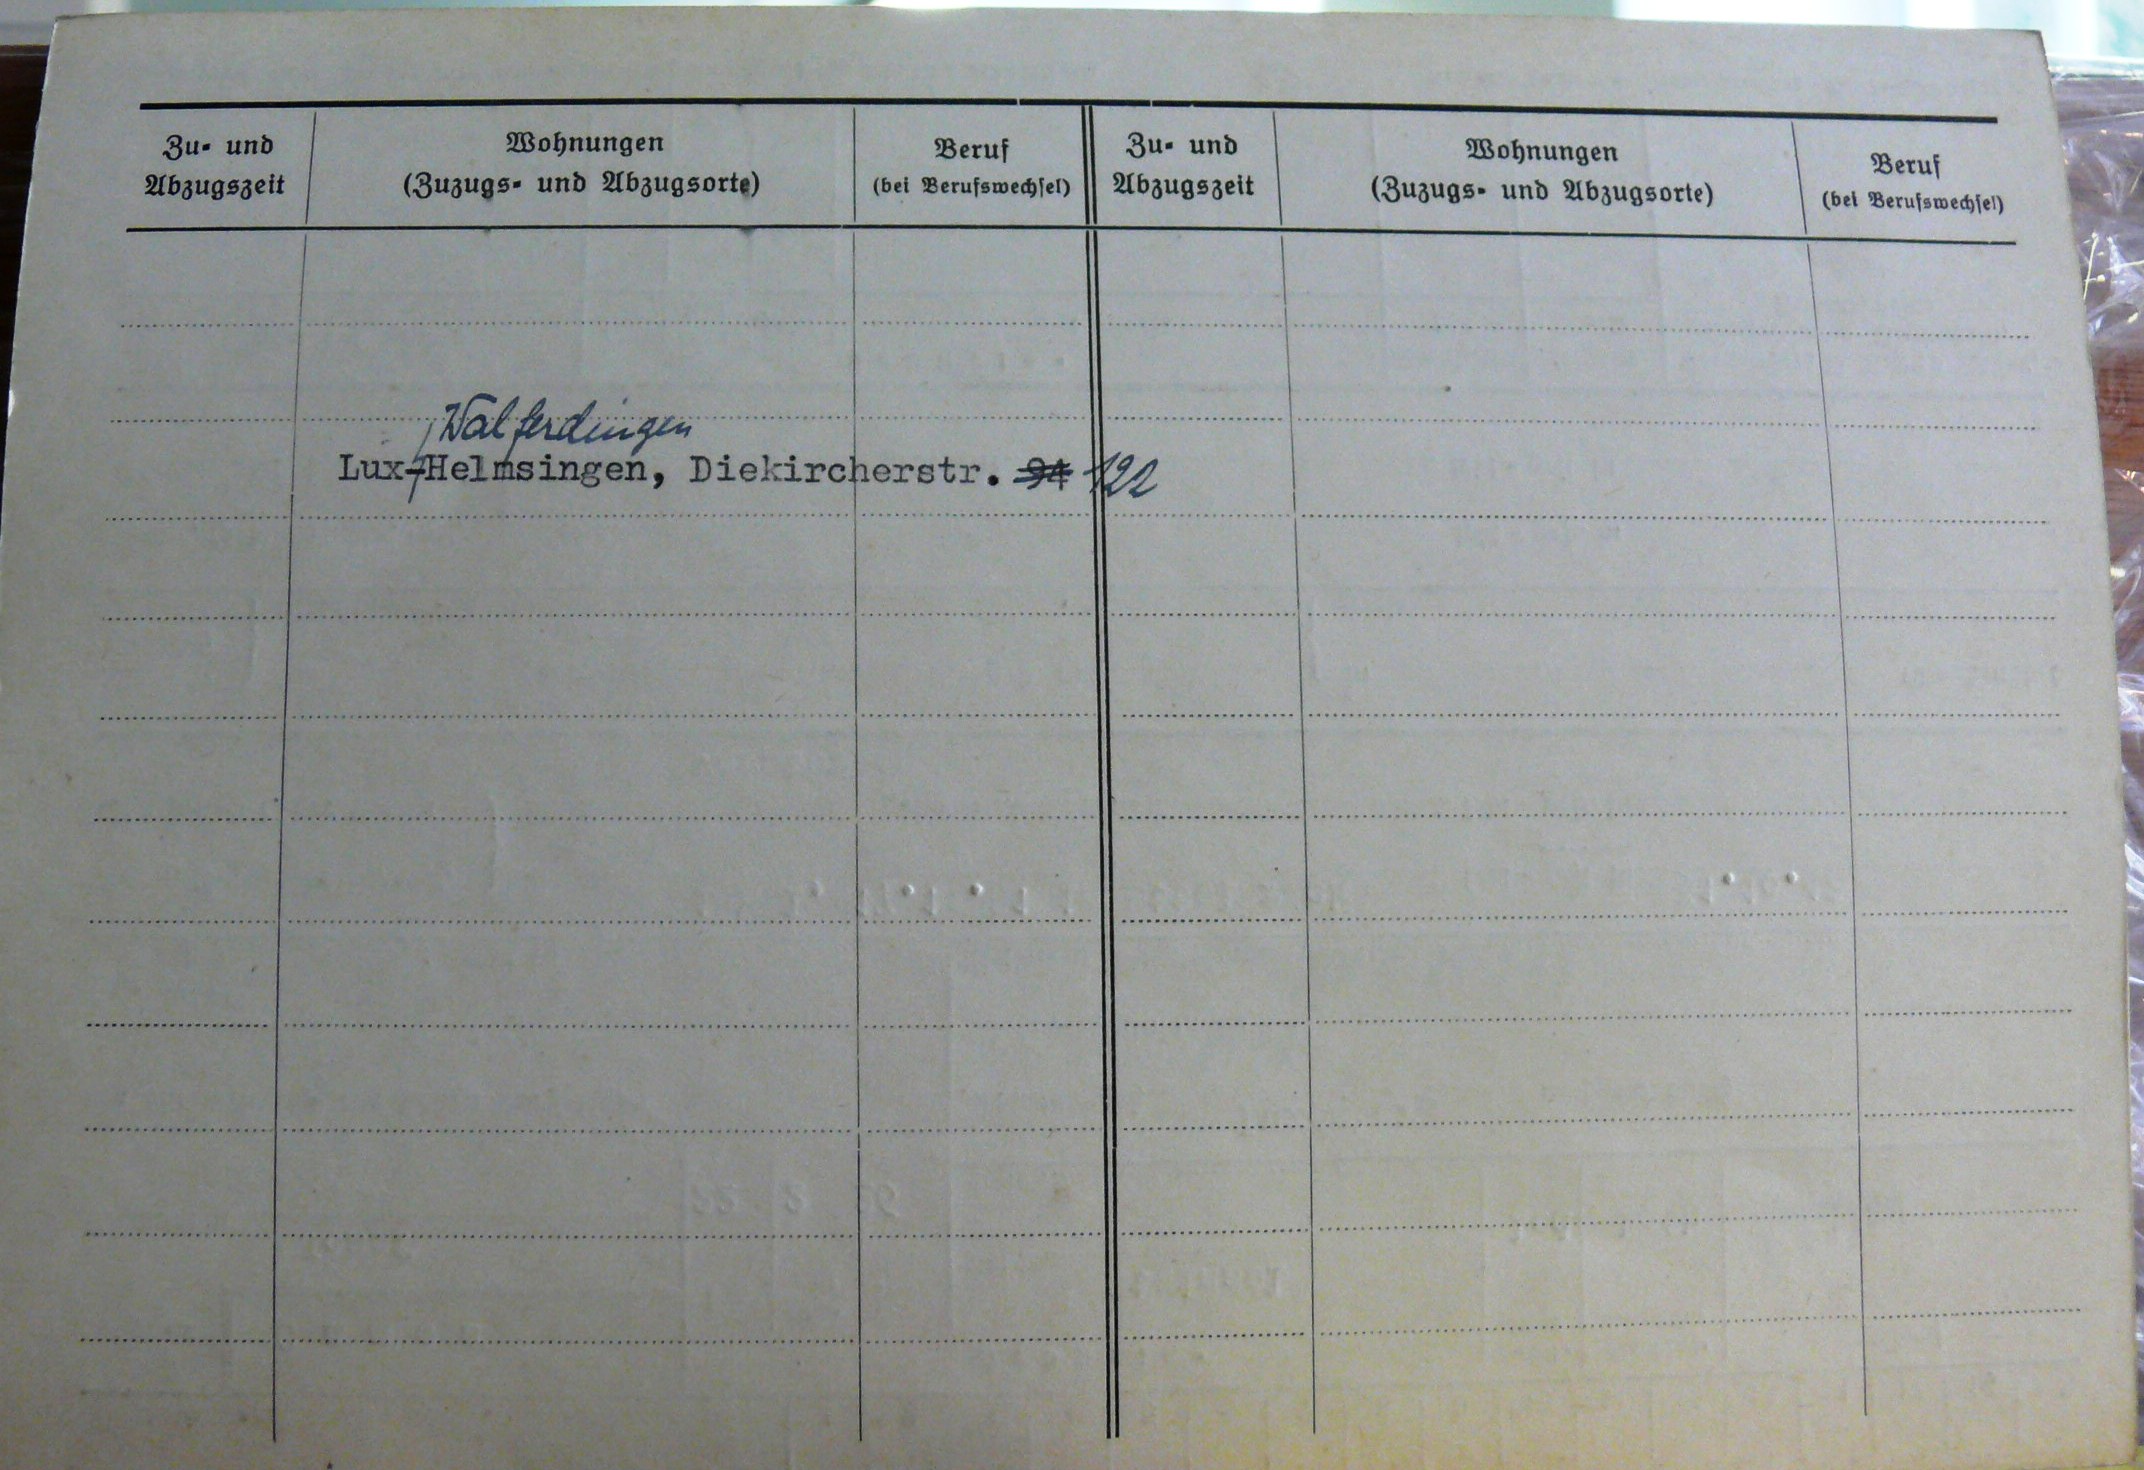 Zu- und
Abzugszeit
Wohnungen
(Zuzugs- und Abzugsorte)
Beruf
(bei Berufswechsel)
Zu- und
Abzugszeit
Wohnungen
(Zuzugs- und Abzugsorte)
Beruf
(bei Berufswechsel)
Walferdingen
Lux-Helmsingen, Diekircherstr. 94 122